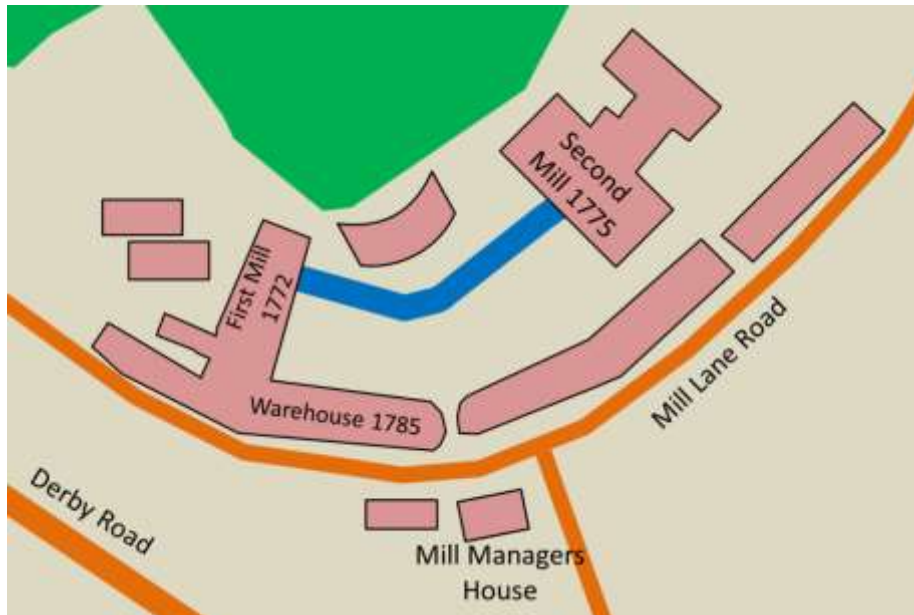 Second
Mill 1775
First Mill
1772
Warehouse 1785
Mill Lane Road
Derby Road
Mill Managers
House